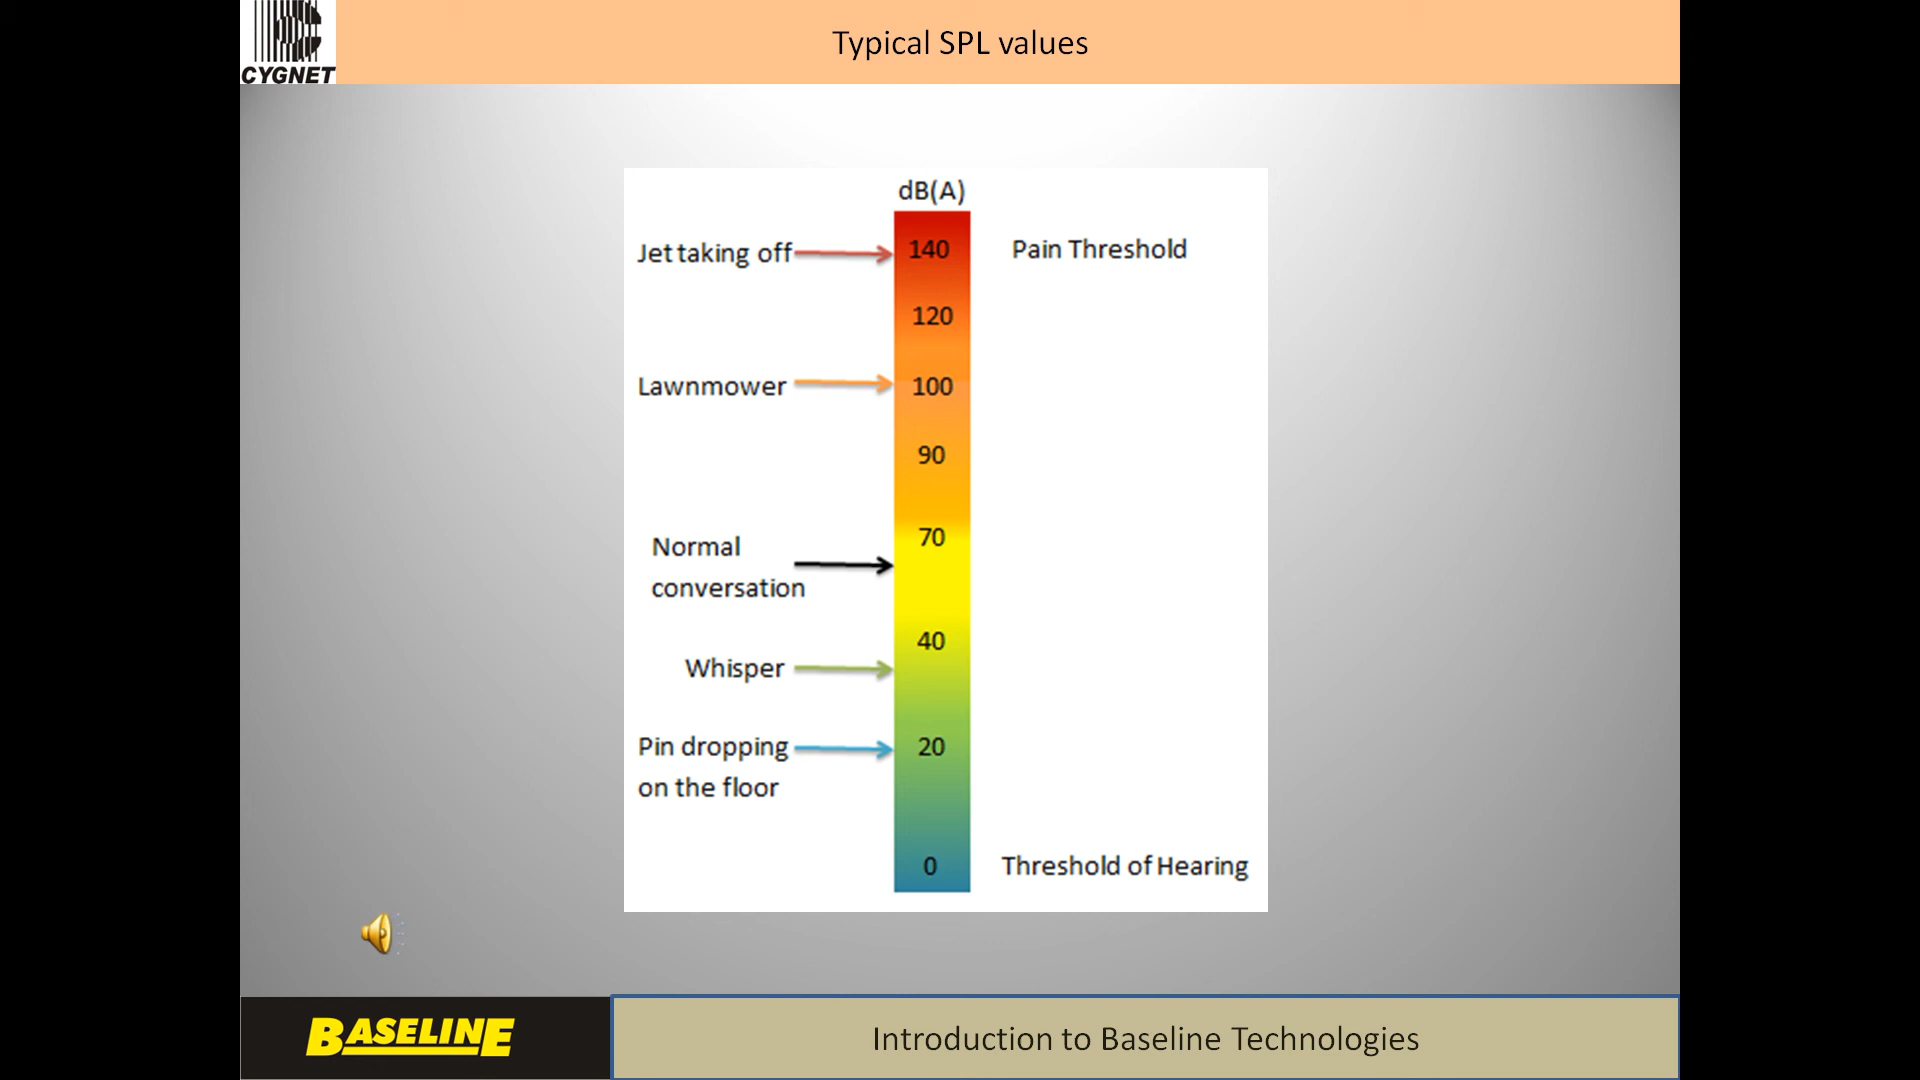 CYGNET
Typical SPL values
dB(A)
Jet taking off
140
Pain Threshold
120
Lawnmower
100
90
70
Normal
conversation
40
Whisper
Pin dropping
on the floor
20
0
Threshold of Hearing
BASELINE
Introduction to Baseline Technologies